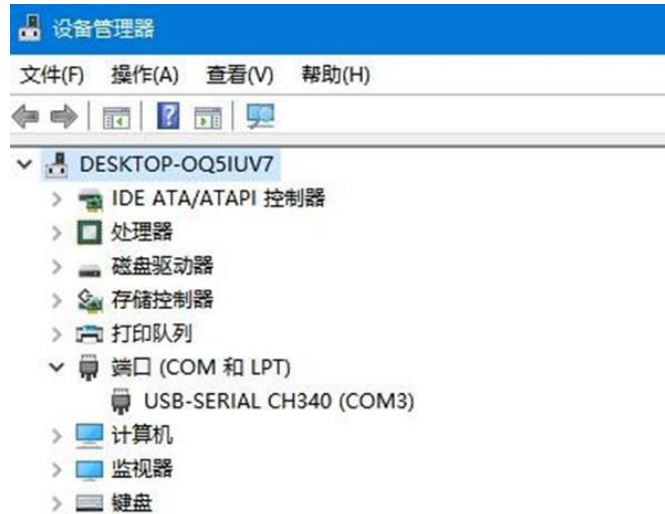 设备管理器
文件(F) 操作(A) 查看(V) 帮助(H)
DESKTOP-OQ5IUV7
IDE ATA/ATAPI 控制器
处理器
磁盘驱动器
存储控制器
打印队列
端口 (COM 和 LPT)
USB-SERIAL CH340 (COM3)
计算机
监视器
键盘